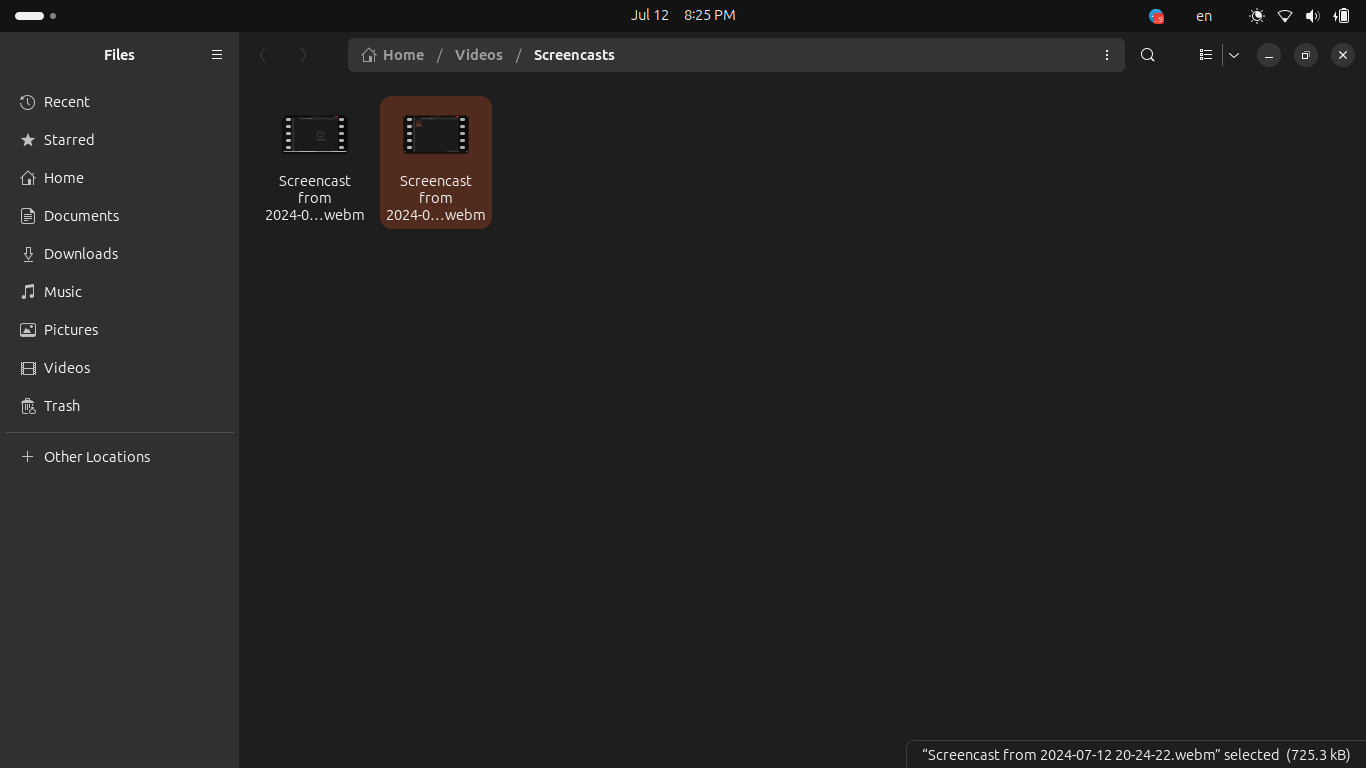 Jul 12 8:25 PM
en
Files
Home / Videos / Screencasts
Recent
Starred
Home
Documents
Downloads
Music
Pictures
Videos
Trash
Other Locations
Screencast
from
2024-0…webm
Screencast
from
2024-0…webm
“Screencast from 2024-07-12 20-24-22.webm” selected (725.3 kB)